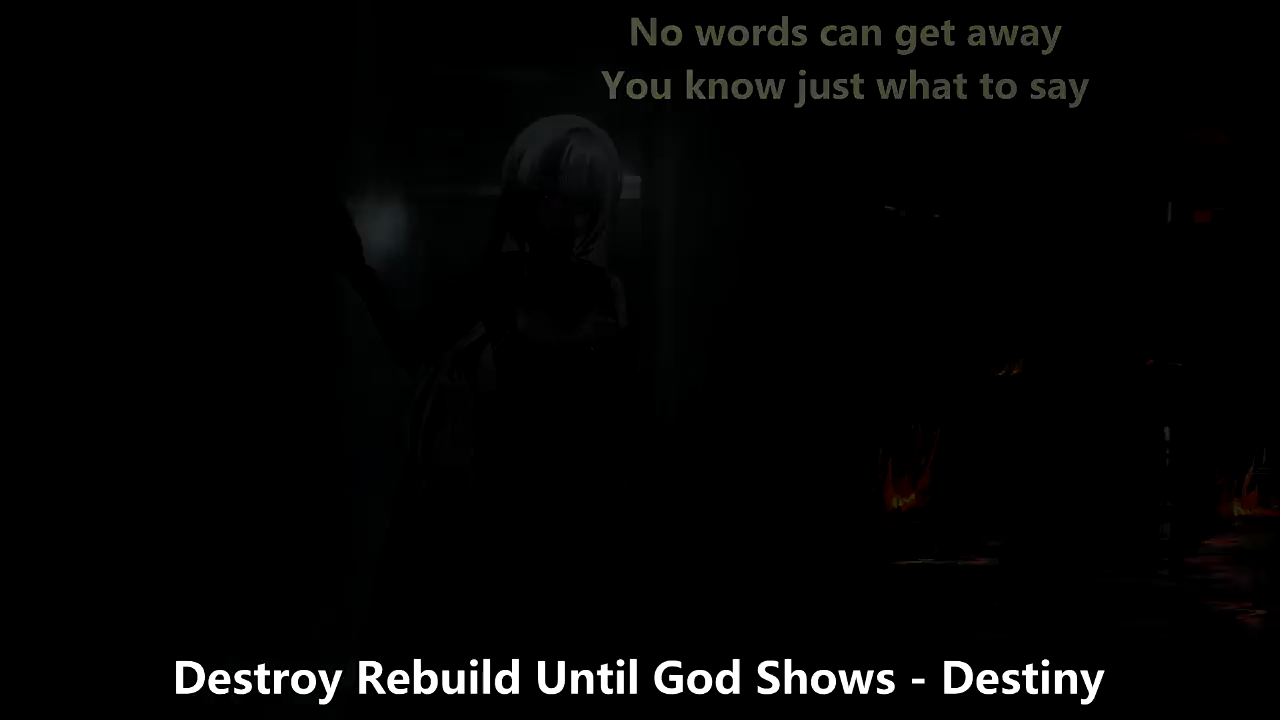 No words can get away
You know just what to say
Destroy Rebuild Until God Shows - Destiny